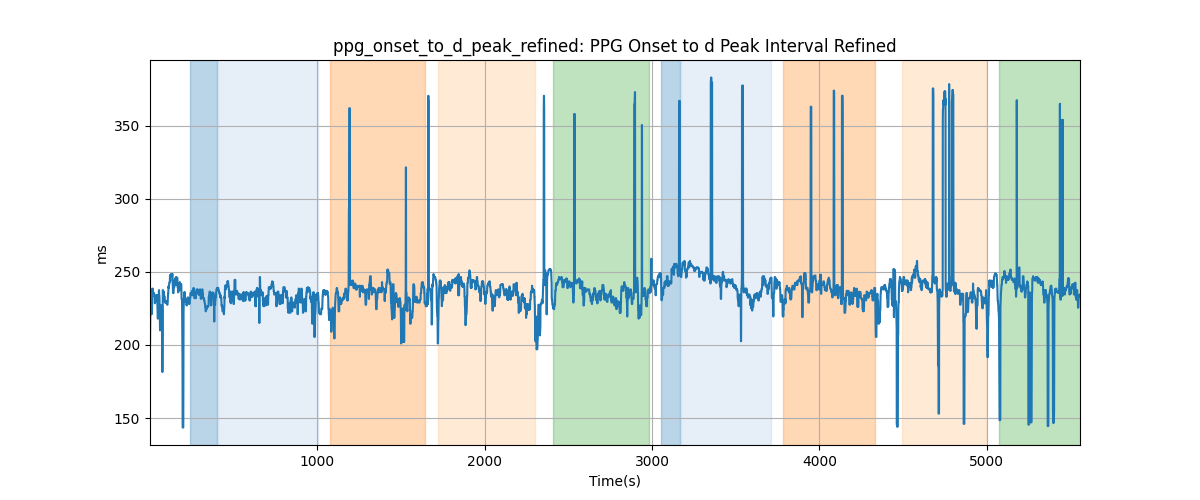 ppg_onset_to_d_peak_refined: PPG Onset to d Peak Interval Refined
350
300
250
200
150
ms
1000 2000 3000 4000 5000
Time(s)